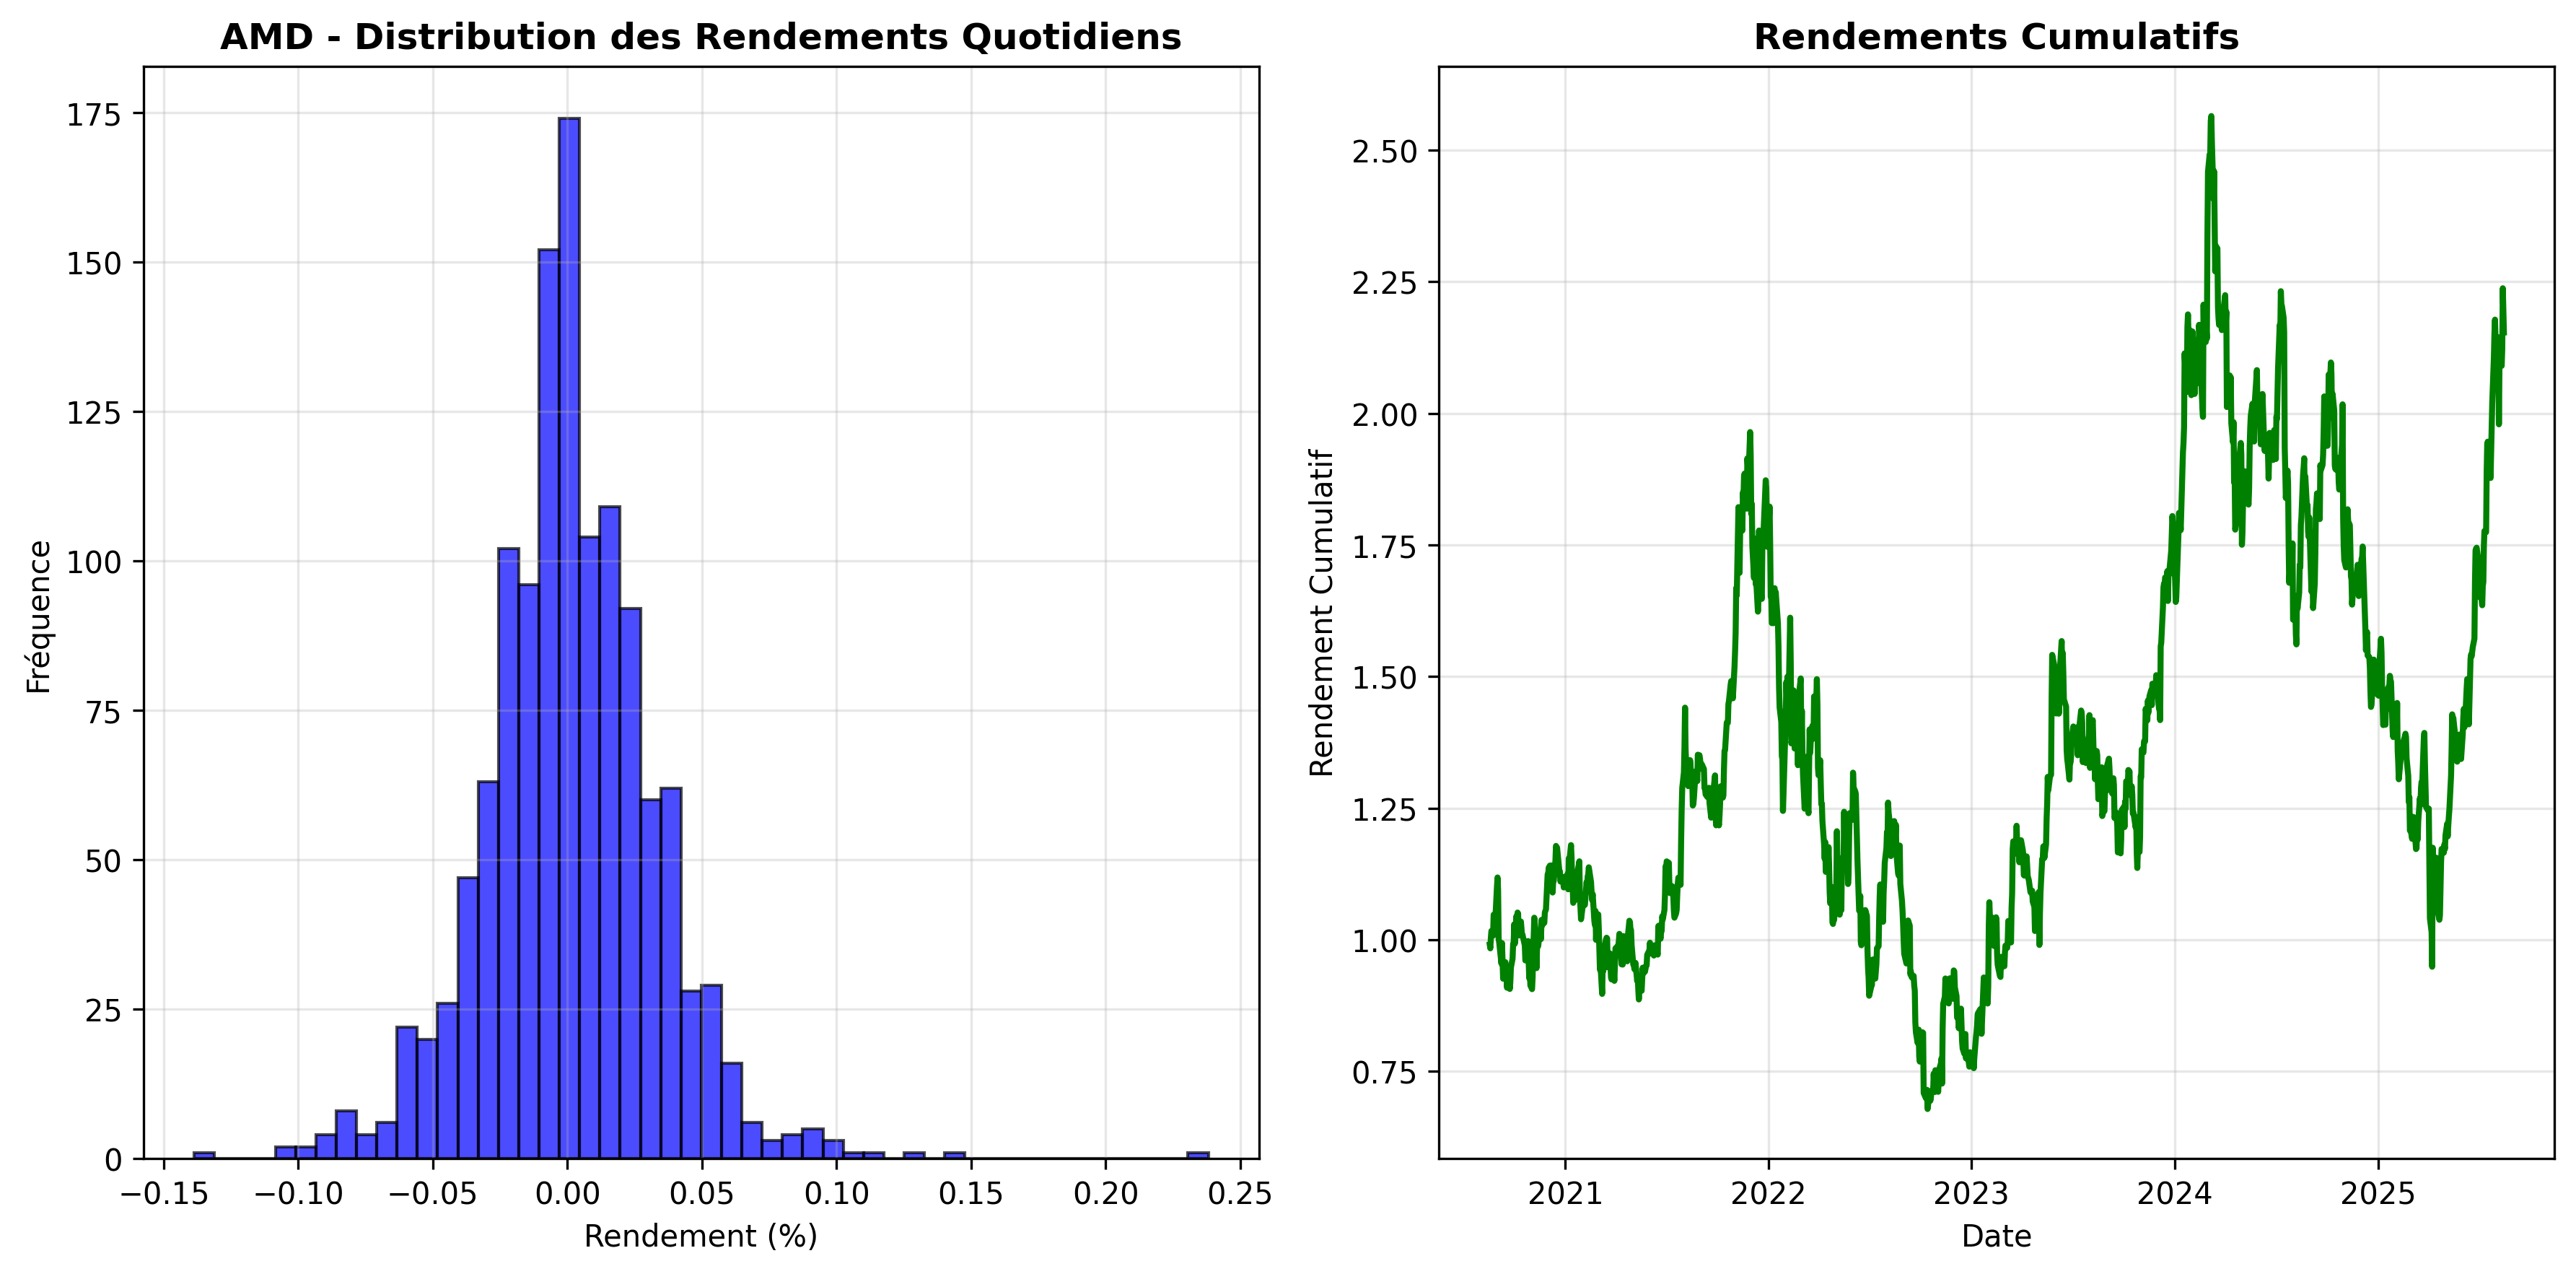 AMD - Distribution des Rendements Quotidiens
175
150
125
100
75
50
25
0
Fréquence
−0.15 −0.10 −0.05 0.00 0.05 0.10 0.15 0.20 0.25
Rendement (%)
Rendements Cumulatifs
2.50
2.25
2.00
1.75
1.50
1.25
1.00
0.75
Rendement Cumulatif
2021 2022 2023 2024 2025
Date